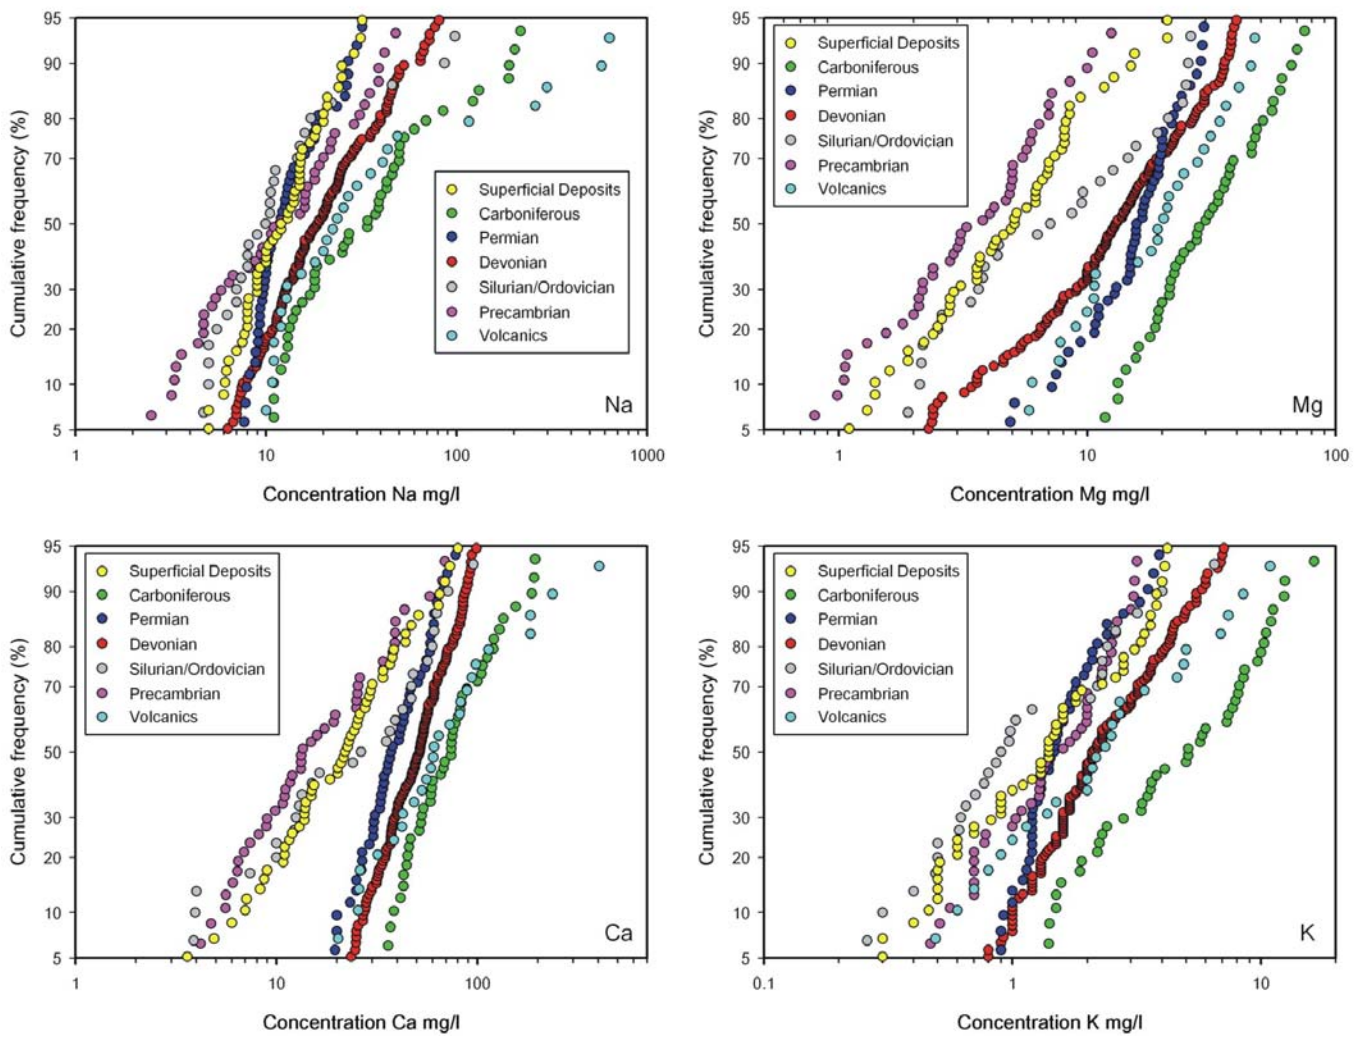 95
90
80
70
50
30
20
10
5
Cumulative frequency (%)
Superficial Deposits
Carboniferous
Permian
Devonian
Silurian/Ordovician
Precambrian
Volcanics
Na
1 10 100 1000
Concentration Na mg/l
95
90
80
70
50
30
20
10
5
Cumulative frequency (%)
Superficial Deposits
Carboniferous
Permian
Devonian
Silurian/Ordovician
Precambrian
Volcanics
Mg
1 10 100
Concentration Mg mg/l
95
90
80
70
50
30
20
10
5
Cumulative frequency (%)
Superficial Deposits
Carboniferous
Permian
Devonian
Silurian/Ordovician
Precambrian
Volcanics
Ca
1 10 100
Concentration Ca mg/l
95
90
80
70
50
30
20
10
5
Cumulative frequency (%)
Superficial Deposits
Carboniferous
Permian
Devonian
Silurian/Ordovician
Precambrian
Volcanics
K
0.1 1 10
Concentration K mg/l